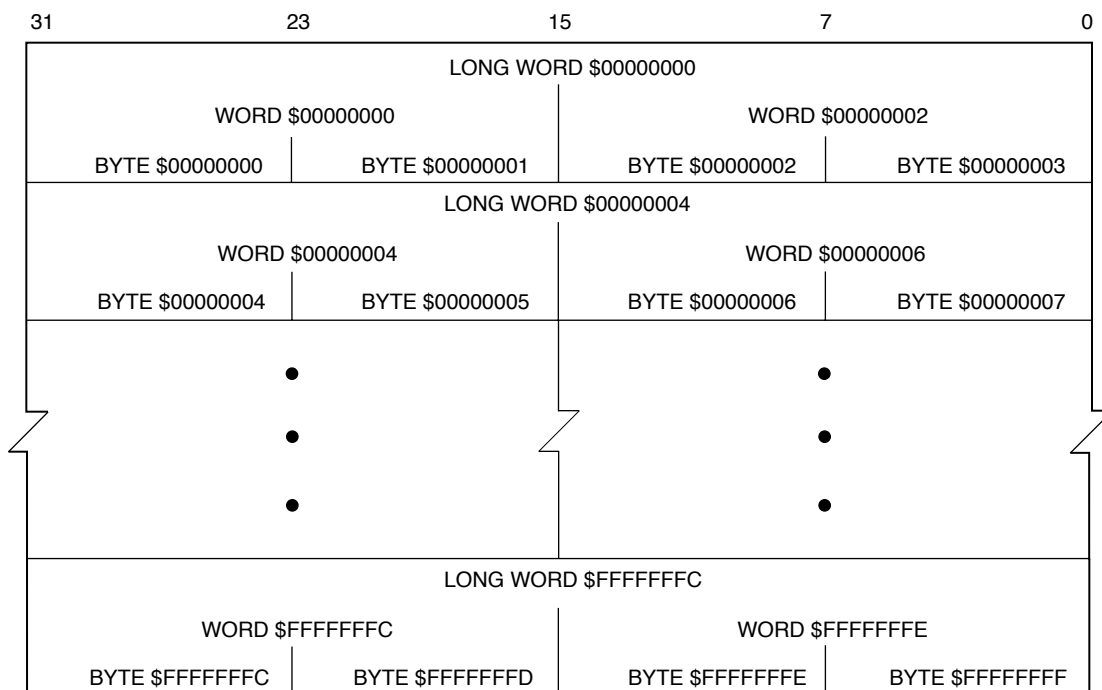 31 23 15 7 0
LONG WORD $00000000
WORD $00000000 WORD $00000002
BYTE $00000000 BYTE $00000001 BYTE $00000002 BYTE $00000003
LONG WORD $00000004
WORD $00000004 WORD $00000006
BYTE $00000004 BYTE $00000005 BYTE $00000006 BYTE $00000007
LONG WORD $FFFFFFFC
WORD $FFFFFFFC WORD $FFFFFFFE
BYTE $FFFFFFFC BYTE $FFFFFFFD BYTE $FFFFFFFE BYTE $FFFFFFFF